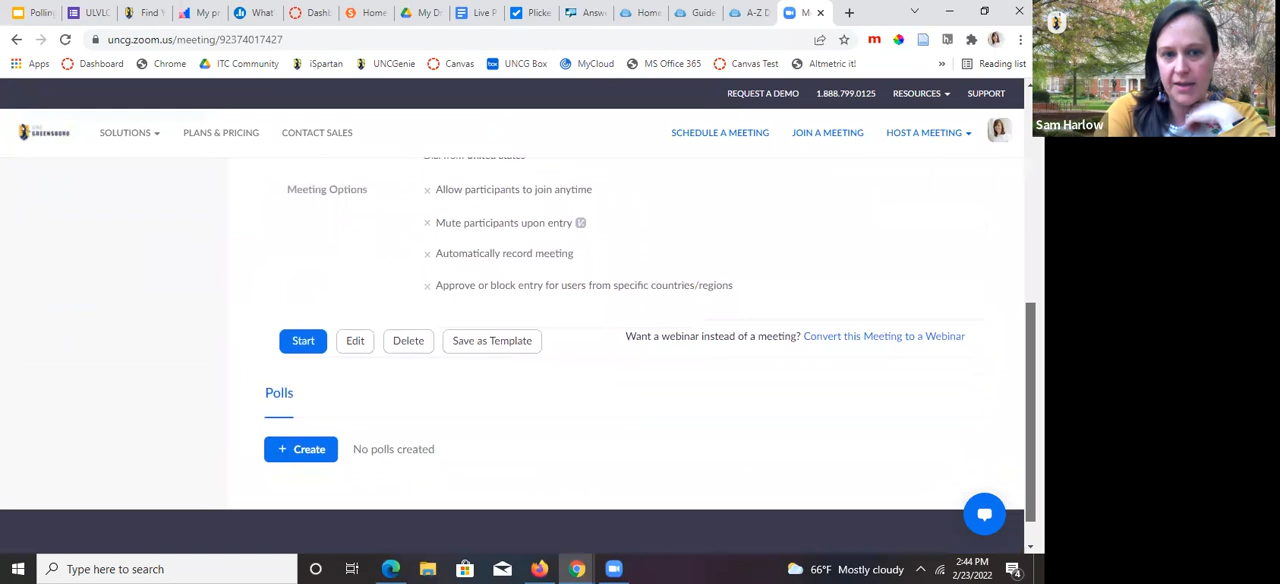 Polling
ULVLC
Find Y
My pr
What'
Dashb
Home
My Dr
Live P
Plicke
Answ
Home
Guide
A-Z D
M
uncg.zoom.us/meeting/92374017427
Apps
Dashboard
Chrome
ITC Community
iSpartan
UNCGenie
Canvas
UNCG Box
MyCloud
MS Office 365
Canvas Test
Altmetric it!
»
Reading list
REQUEST A DEMO
1.888.799.0125
RESOURCES
SUPPORT
GREENSBORO
SOLUTIONS
PLANS & PRICING
CONTACT SALES
SCHEDULE A MEETING
JOIN A MEETING
HOST A MEETING
Sam Harlow
Meeting Options
Allow participants to join anytime
Mute participants upon entry
Automatically record meeting
Approve or block entry for users from specific countries/regions
Start
Edit
Delete
Save as Template
Want a webinar instead of a meeting? Convert this Meeting to a Webinar
Polls
+ Create
No polls created
Type here to search
66°F Mostly cloudy
2:44 PM
2/23/2022
4